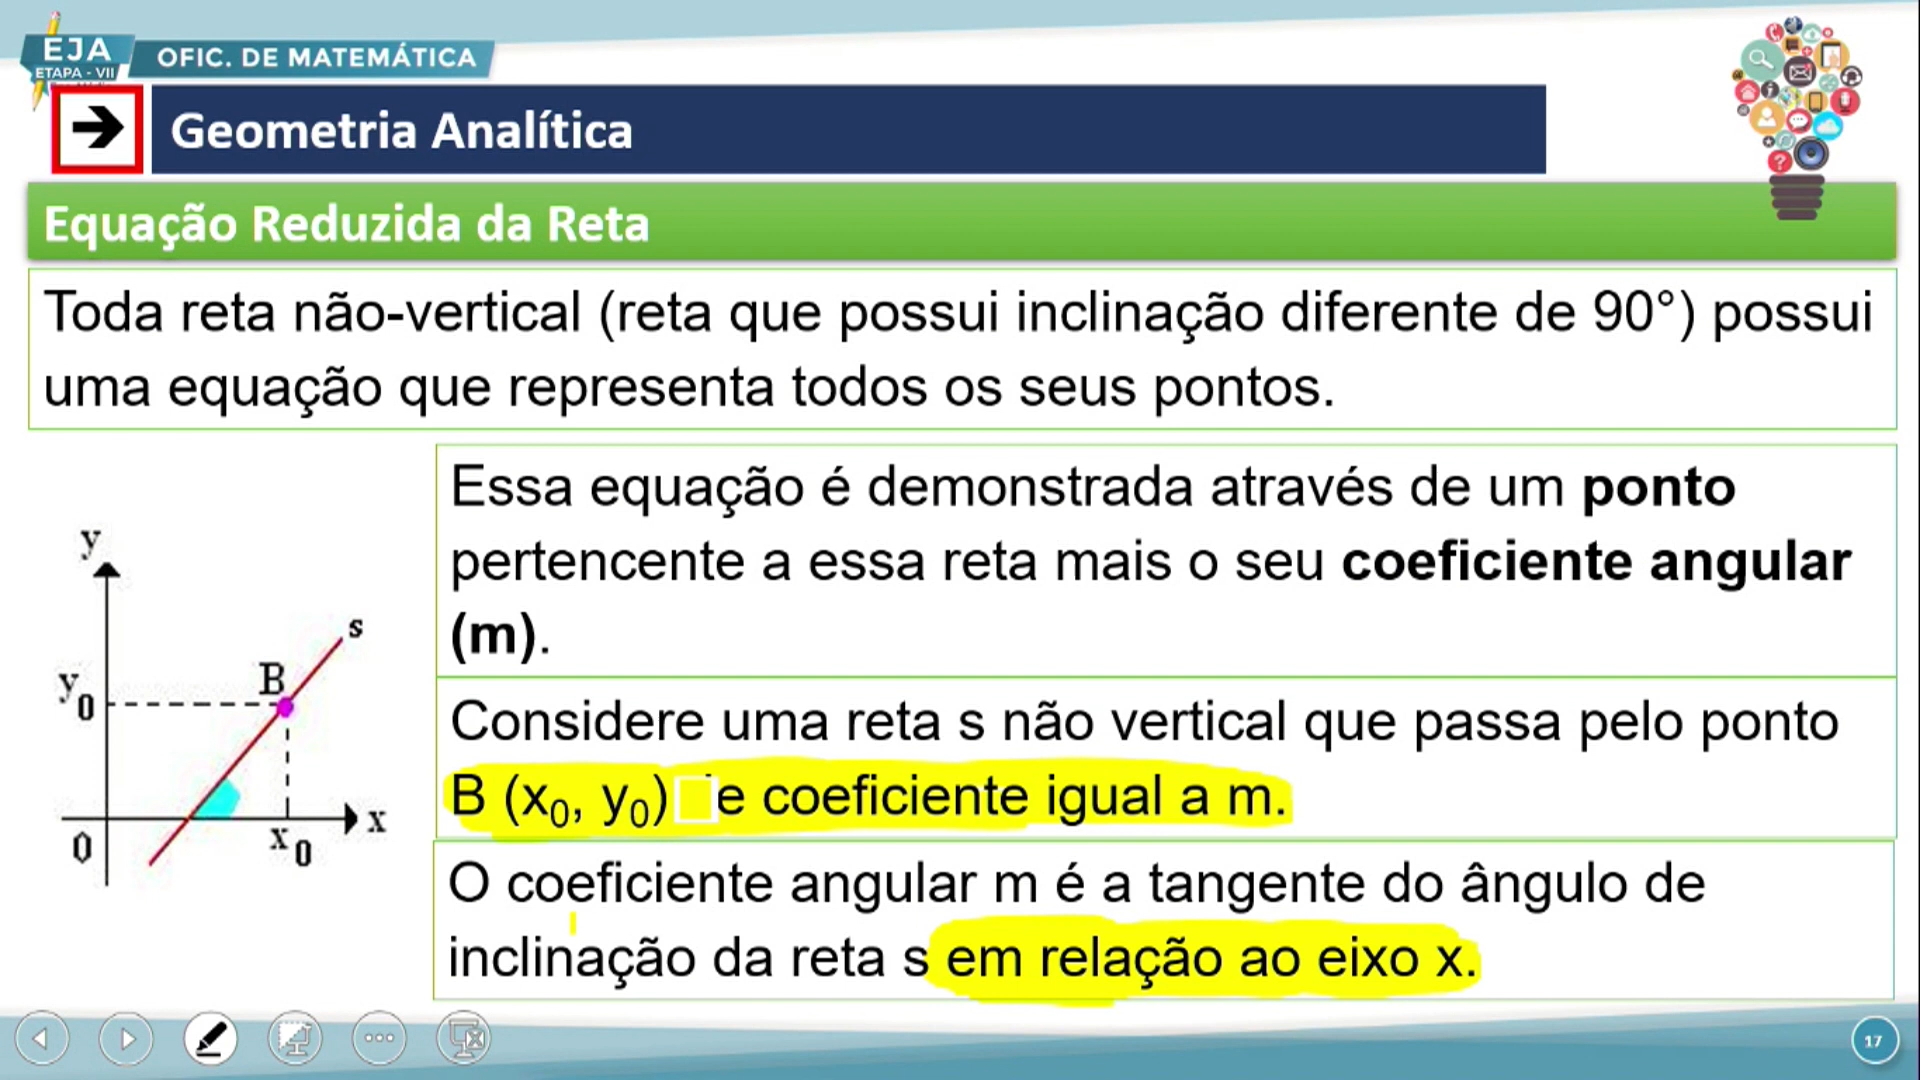 EJA
ETAPA - VII
OFIC. DE MATEMÁTICA
Geometria Analítica
Equação Reduzida da Reta
Toda reta não-vertical (reta que possui inclinação diferente de 90°) possui
uma equação que representa todos os seus pontos.
Essa equação é demonstrada através de um ponto
pertencente a essa reta mais o seu coeficiente angular
(m).
Considere uma reta s não vertical que passa pelo ponto
B (x₀, y₀) e coeficiente igual a m.
O coeficiente angular m é a tangente do ângulo de
inclinação da reta s em relação ao eixo x.
y
s
B
y₀
x
0
x₀
17